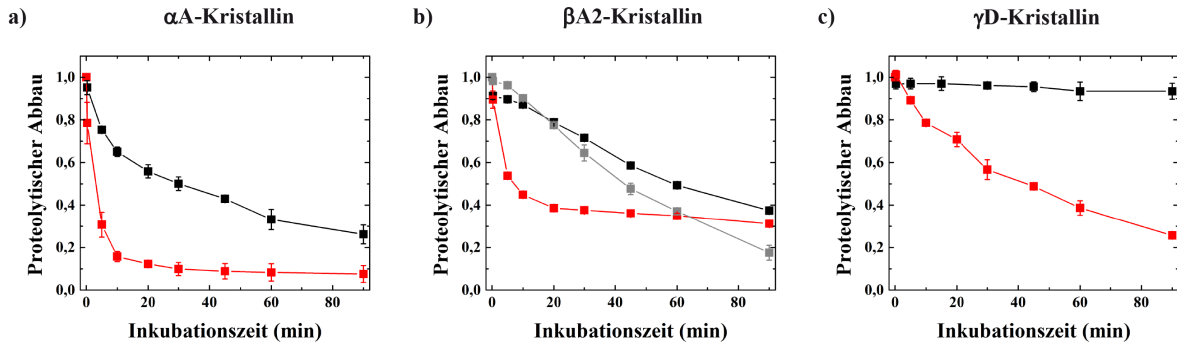 a) αA-Kristallin
Proteolytischer Abbau
1,0
0,8
0,6
0,4
0,2
0,0
0 20 40 60 80
Inkubationszeit (min)
b) βA2-Kristallin
Proteolytischer Abbau
1,0
0,8
0,6
0,4
0,2
0,0
0 20 40 60 80
Inkubationszeit (min)
c) γD-Kristallin
Proteolytischer Abbau
1,0
0,8
0,6
0,4
0,2
0,0
0 20 40 60 80
Inkubationszeit (min)